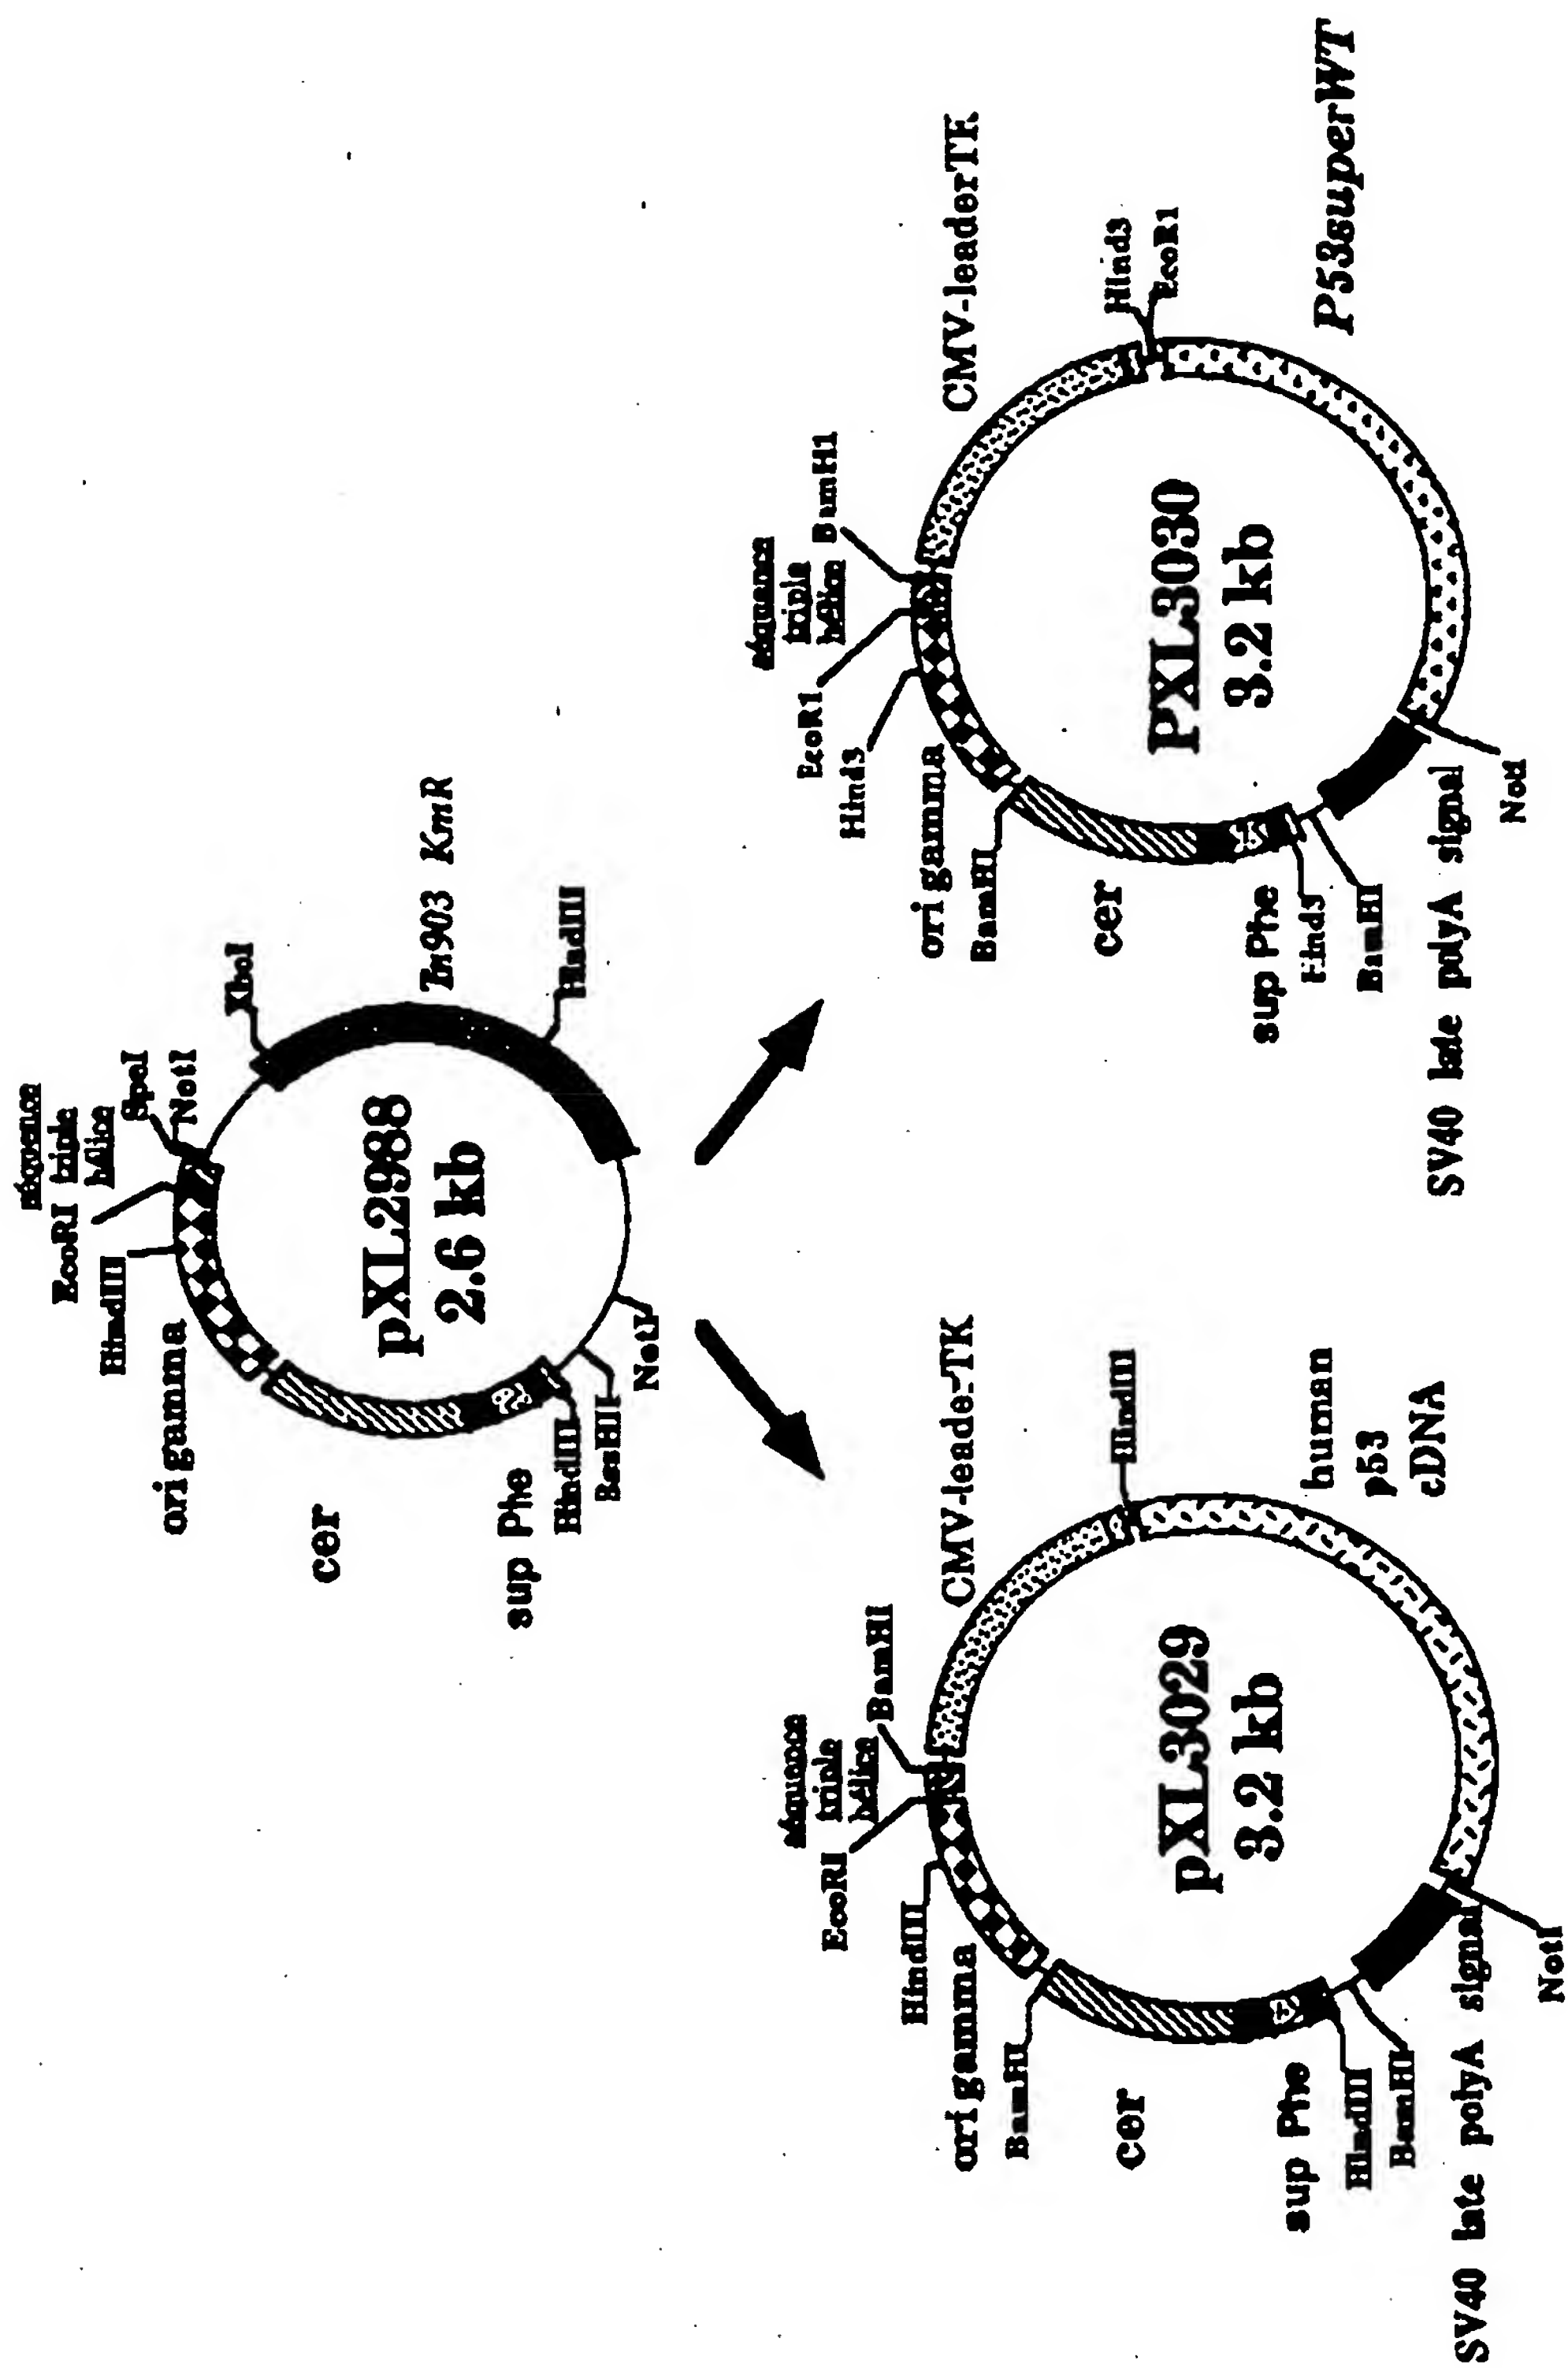 séquence
triple
hélice
EcoRI
SpeI
NotI
HindIII
XhoI
ori gamma
Tn903 KmR
pXL2988
2.6 kb
cer
HindIII
sup Phe
HindIII
BssHII
NotI
séquence
triple
hélice
EcoRI
BamHI
HindIII
CMV-leader-TK
ori gamma
BamHI
HindIII
pXL3029
3.2 kb
cer
human
p53
cDNA
sup Phe
HindIII
BamHI
SV40 late polyA signal
NotI
séquence
triple
hélice
BamH1
EcoR1
Hind3
CMV-leaderTK
ori gamma
BamHI
Hind3
EcoR1
PXL3030
3.2 kb
cer
P53superWT
sup Phe
Hind3
BamHI
SV40 late polyA signal
NotI